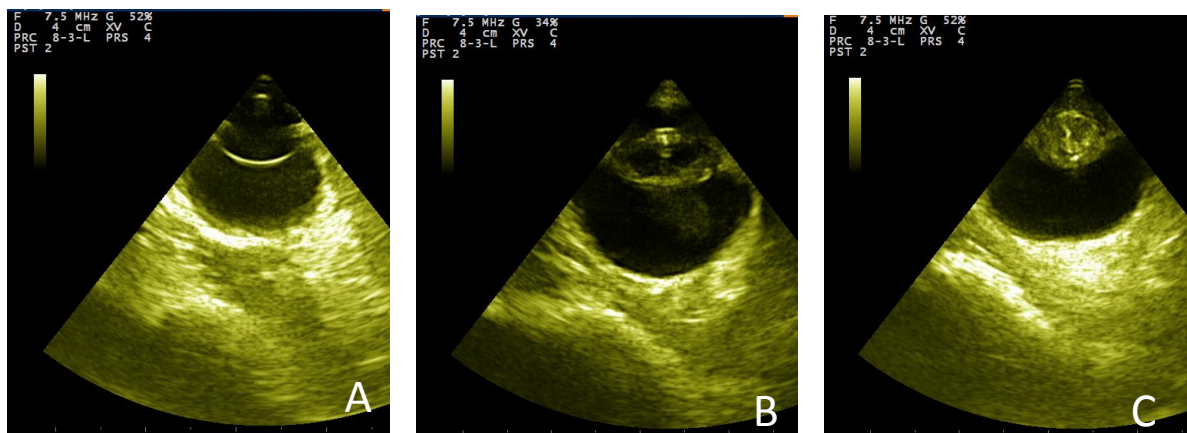 F 7.5 MHz G 52%
D 4 cm XV C
PRC 8-3-L PRS 4
PST 2
A
F 7.5 MHz G 34%
D 4 cm XV C
PRC 8-3-L PRS 4
PST 2
B
F 7.5 MHz G 52%
D 4 cm XV C
PRC 8-3-L PRS 4
PST 2
C